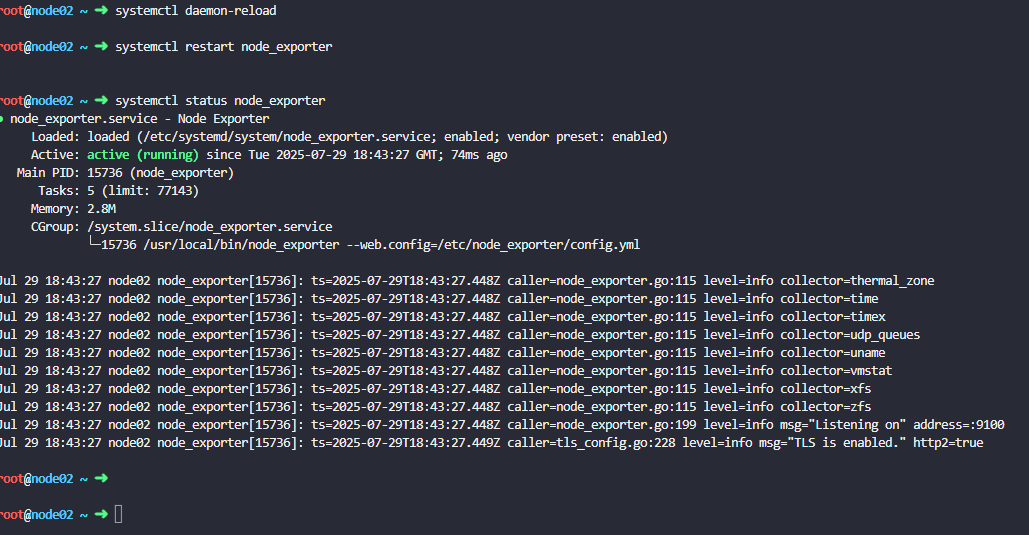 root@node02 ~ ➜ systemctl daemon-reload
root@node02 ~ ➜ systemctl restart node_exporter
root@node02 ~ ➜ systemctl status node_exporter
● node_exporter.service - Node Exporter
Loaded: loaded (/etc/systemd/system/node_exporter.service; enabled; vendor preset: enabled)
Active: active (running) since Tue 2025-07-29 18:43:27 GMT; 74ms ago
Main PID: 15736 (node_exporter)
Tasks: 5 (limit: 77143)
Memory: 2.8M
CGroup: /system.slice/node_exporter.service
└─15736 /usr/local/bin/node_exporter --web.config=/etc/node_exporter/config.yml
Jul 29 18:43:27 node02 node_exporter[15736]: ts=2025-07-29T18:43:27.448Z caller=node_exporter.go:115 level=info collector=thermal_zone
Jul 29 18:43:27 node02 node_exporter[15736]: ts=2025-07-29T18:43:27.448Z caller=node_exporter.go:115 level=info collector=time
Jul 29 18:43:27 node02 node_exporter[15736]: ts=2025-07-29T18:43:27.448Z caller=node_exporter.go:115 level=info collector=timex
Jul 29 18:43:27 node02 node_exporter[15736]: ts=2025-07-29T18:43:27.448Z caller=node_exporter.go:115 level=info collector=udp_queues
Jul 29 18:43:27 node02 node_exporter[15736]: ts=2025-07-29T18:43:27.448Z caller=node_exporter.go:115 level=info collector=uname
Jul 29 18:43:27 node02 node_exporter[15736]: ts=2025-07-29T18:43:27.448Z caller=node_exporter.go:115 level=info collector=vmstat
Jul 29 18:43:27 node02 node_exporter[15736]: ts=2025-07-29T18:43:27.448Z caller=node_exporter.go:115 level=info collector=xfs
Jul 29 18:43:27 node02 node_exporter[15736]: ts=2025-07-29T18:43:27.448Z caller=node_exporter.go:115 level=info collector=zfs
Jul 29 18:43:27 node02 node_exporter[15736]: ts=2025-07-29T18:43:27.448Z caller=node_exporter.go:199 level=info msg="Listening on" address=:9100
Jul 29 18:43:27 node02 node_exporter[15736]: ts=2025-07-29T18:43:27.449Z caller=tls_config.go:228 level=info msg="TLS is enabled." http2=true
root@node02 ~ ➜
root@node02 ~ ➜